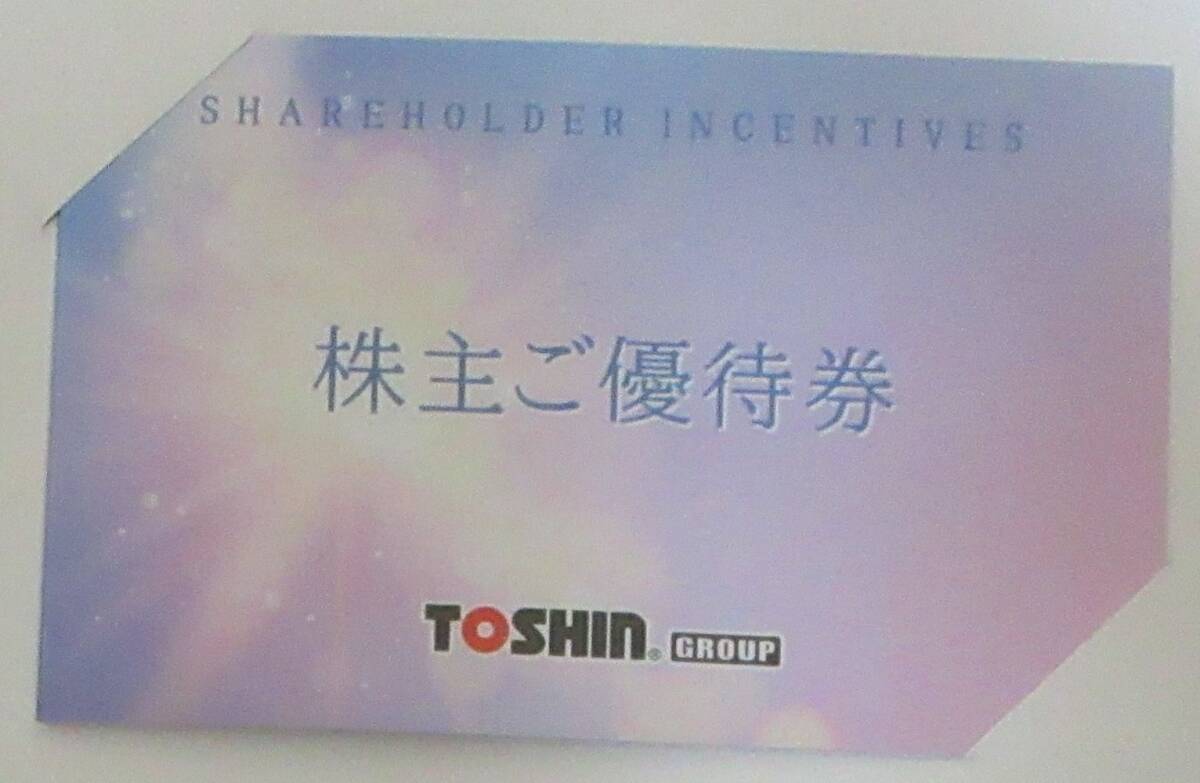 SHAREHOLDER INCENTIVES
株主ご優待券
TOSHIN® GROUP